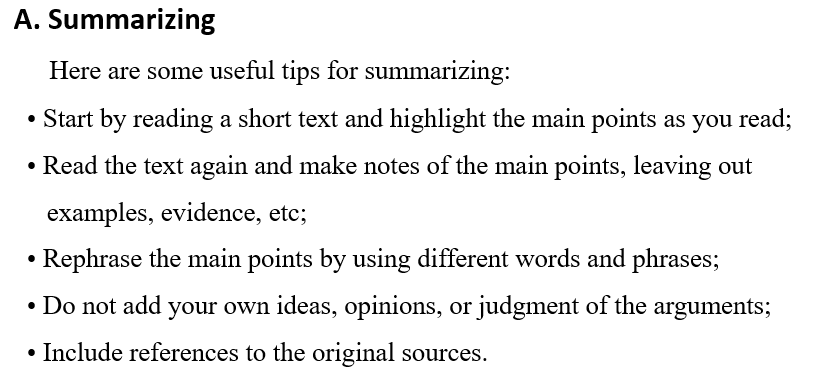 A. Summarizing
Here are some useful tips for summarizing:
• Start by reading a short text and highlight the main points as you read;
• Read the text again and make notes of the main points, leaving out
examples, evidence, etc;
• Rephrase the main points by using different words and phrases;
• Do not add your own ideas, opinions, or judgment of the arguments;
• Include references to the original sources.